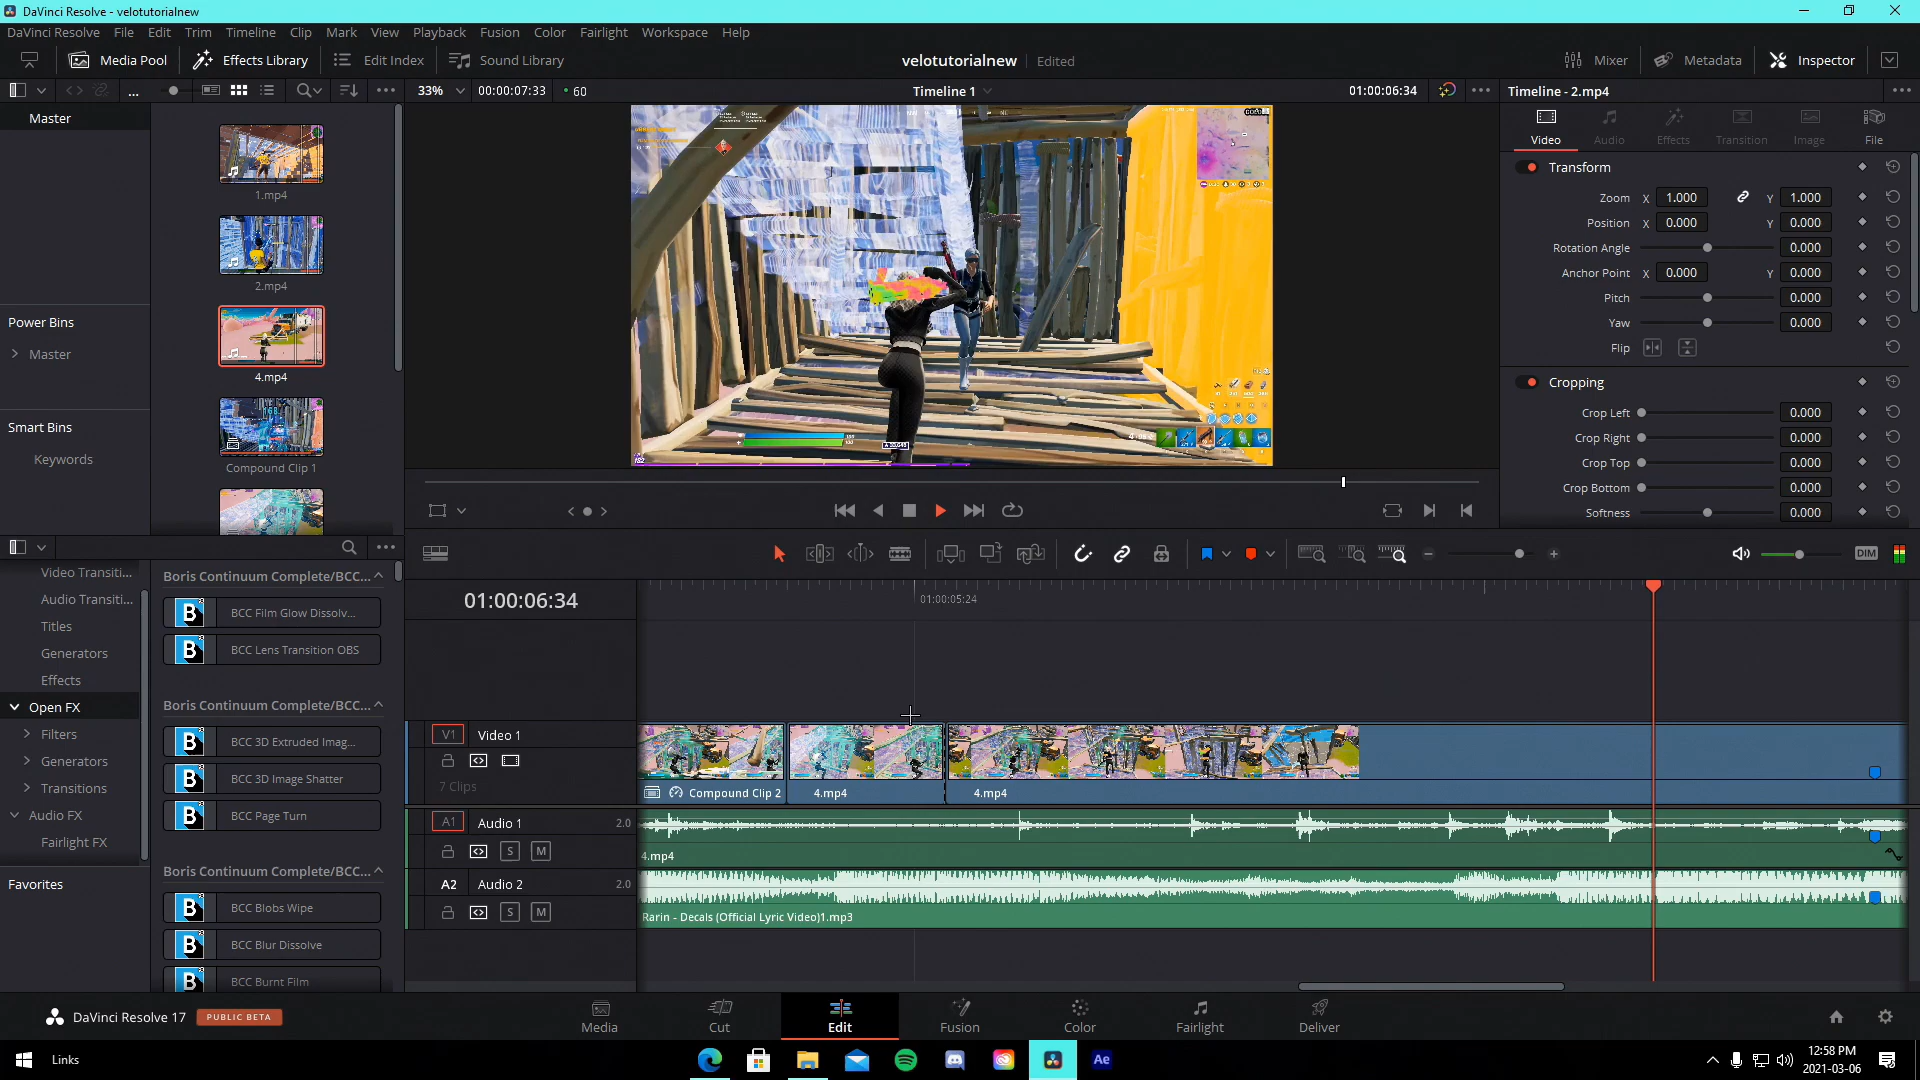 DaVinci Resolve - velotutorialnew
DaVinci Resolve File Edit Trim Timeline Clip Mark View Playback Fusion Color Fairlight Workspace Help
Media Pool Effects Library Edit Index Sound Library velotutorialnew Edited Mixer Metadata Inspector
33% 00:00:07:33 60 Timeline 1 01:00:06:34 Timeline - 2.mp4
Master
Video Audio Effects Transition Image File
Transform
1.mp4
Zoom X 1.000 Y 1.000
Position X 0.000 Y 0.000
Rotation Angle 0.000
Anchor Point X 0.000 Y 0.000
2.mp4
Pitch 0.000
Power Bins
Yaw 0.000
Master
Flip
4.mp4
Cropping
Crop Left 0.000
Smart Bins
Crop Right 0.000
Keywords
Crop Top 0.000
Compound Clip 1
Crop Bottom 0.000
Softness 0.000
DIM
Video Transiti...
Audio Transiti...
Titles
Generators
Effects
Open FX
Filters
Generators
Transitions
Audio FX
Fairlight FX
Favorites
Boris Continuum Complete/BCC...
BCC Film Glow Dissolv...
BCC Lens Transition OBS
Boris Continuum Complete/BCC...
BCC 3D Extruded Imag...
BCC 3D Image Shatter
BCC Page Turn
Boris Continuum Complete/BCC...
BCC Blobs Wipe
BCC Blur Dissolve
BCC Burnt Film
01:00:06:34
01:00:05:24
V1 Video 1
7 Clips
Compound Clip 2 4.mp4 4.mp4
A1 Audio 1 2.0
S M
4.mp4
A2 Audio 2 2.0
S M
Rarin - Decals (Official Lyric Video)1.mp3
DaVinci Resolve 17 PUBLIC BETA
Media Cut Edit Fusion Color Fairlight Deliver
Links
Ae
12:58 PM
2021-03-06